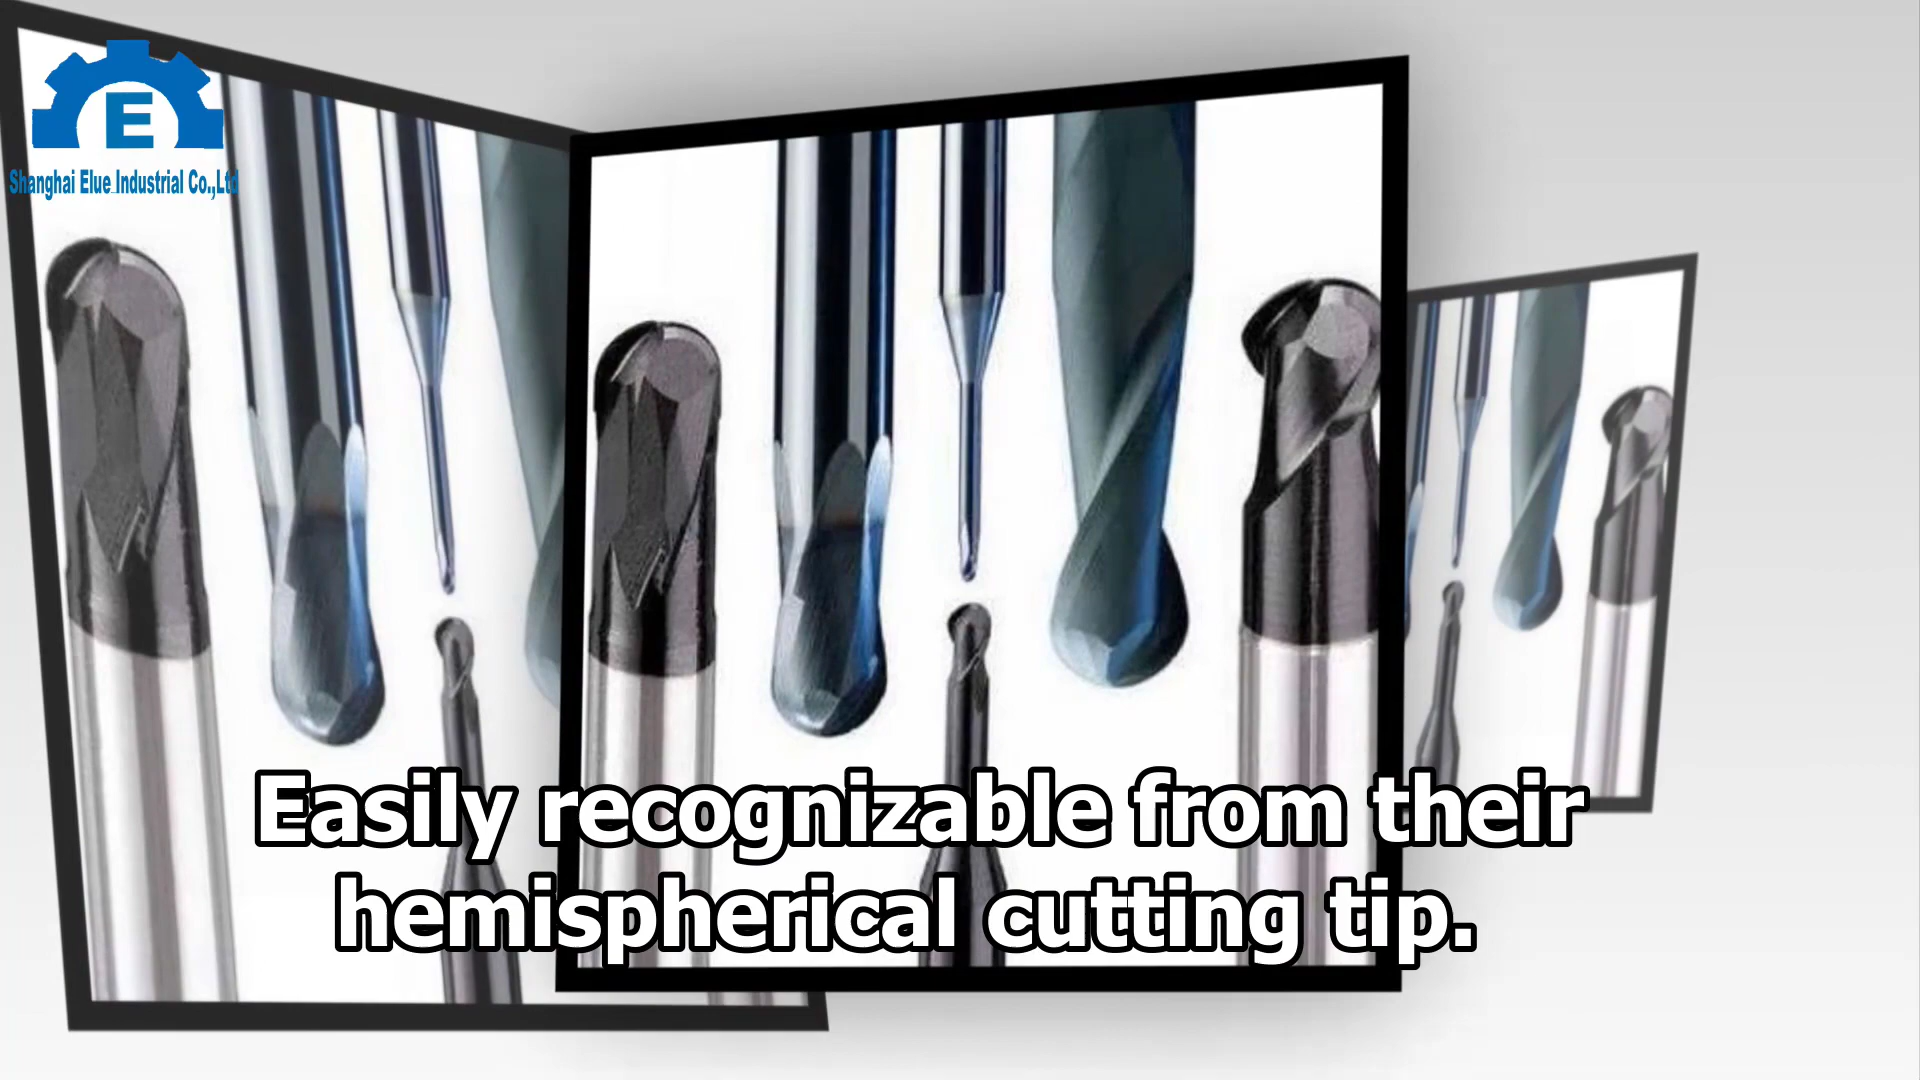 E
Shanghai Elue Industrial Co.,Ltd
Easily recognizable from their
hemispherical cutting tip.